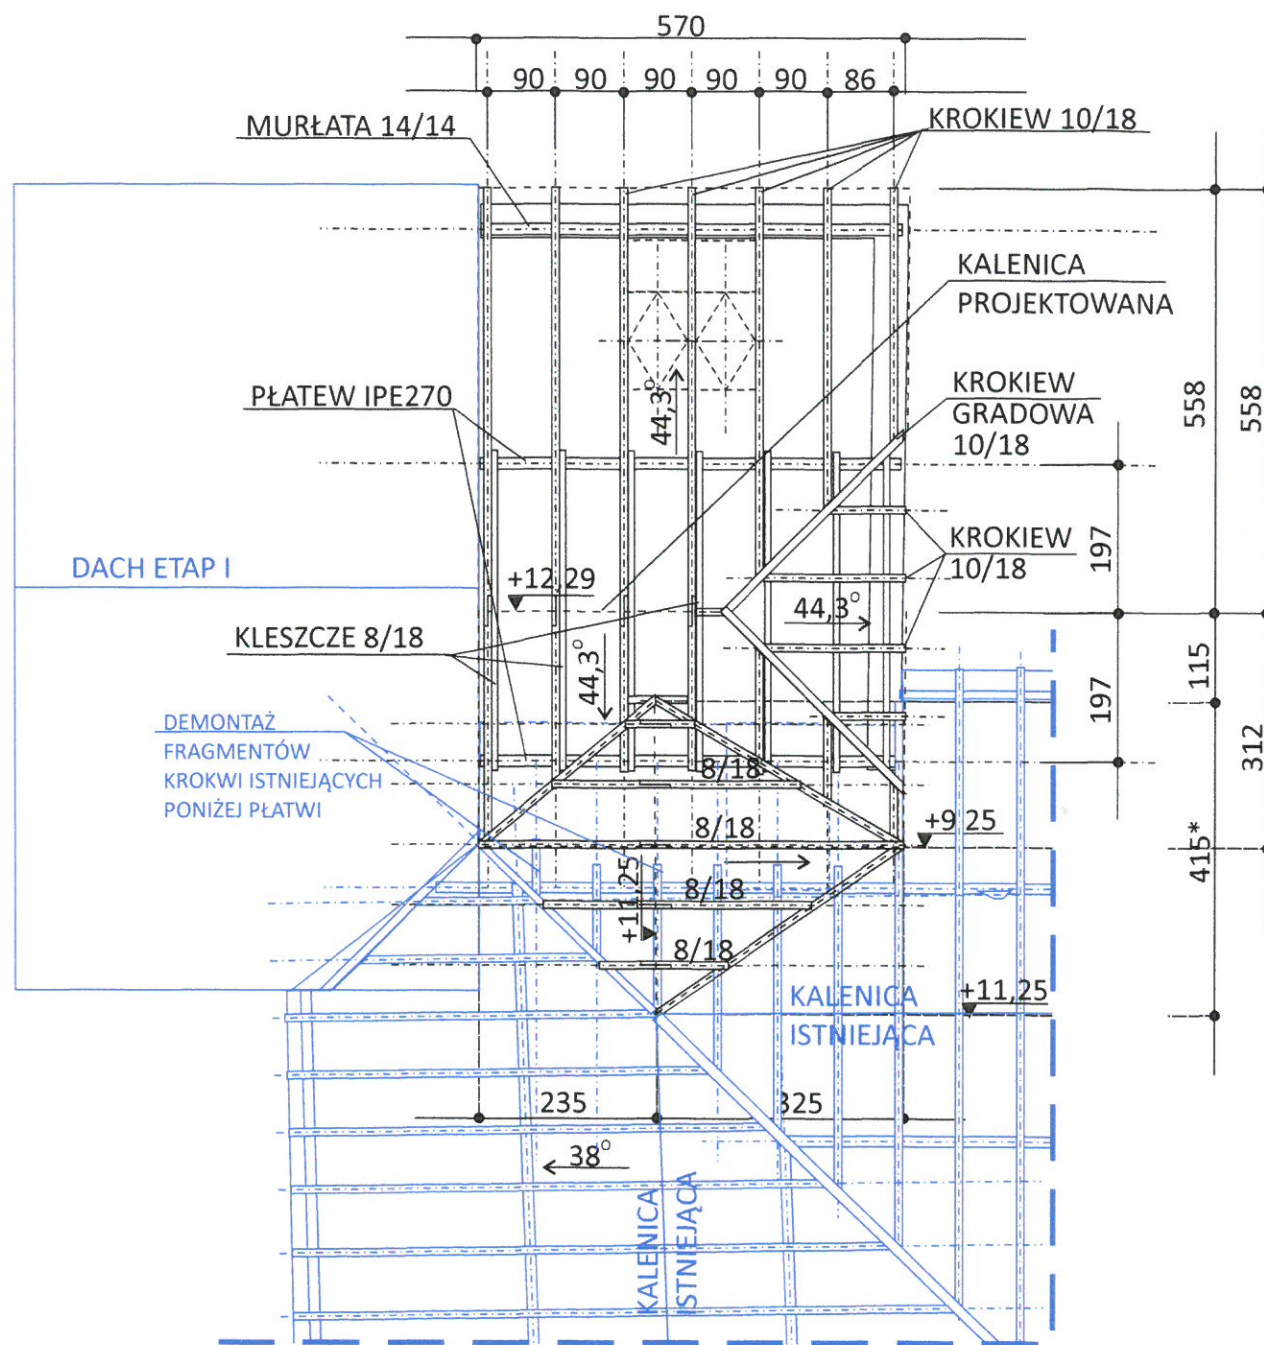 570
90 90 90 90 90 86
MURŁATA 14/14
KROKIEW 10/18
KALENICA
PROJEKTOWANA
PŁATEW IPE270
44,3°
KROKIEW
GRADOWA
10/18
558
558
DACH ETAP I
+12,29
KROKIEW
10/18
197
44,3°
KLESZCZE 8/18
44,3°
197
115
312
DEMONTAŻ
FRAGMENTÓW
KROKWI ISTNIEJĄCYCH
PONIŻEJ PŁATWI
8/18
8/18
+9,25
415*
+11,25
8/18
8/18
KALENICA
ISTNIEJĄCA
+11,25
235
325
38°
KALENICA
ISTNIEJĄCA